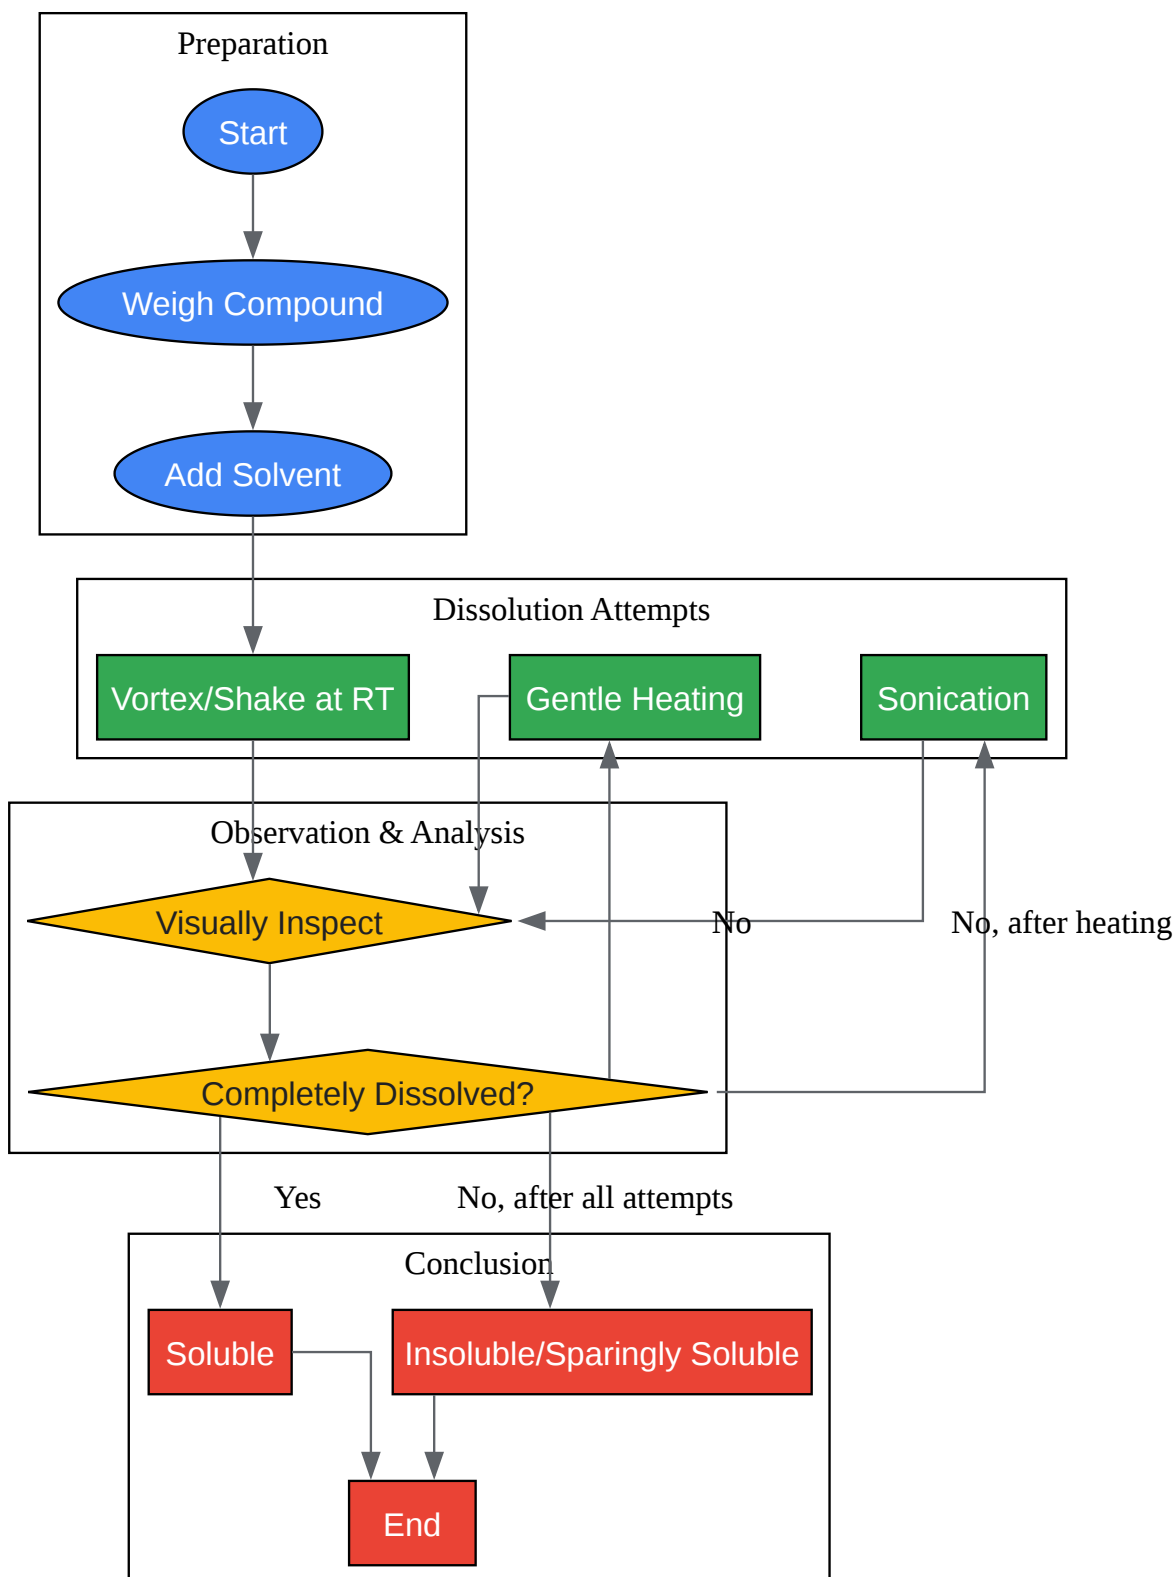 Preparation
Start
Weigh Compound
Add Solvent
Dissolution Attempts
Vortex/Shake at RT
Gentle Heating
Sonication
Observation & Analysis
Visually Inspect
No
No, after heating
Completely Dissolved?
Yes
No, after all attempts
Conclusion
Soluble
Insoluble/Sparingly Soluble
End